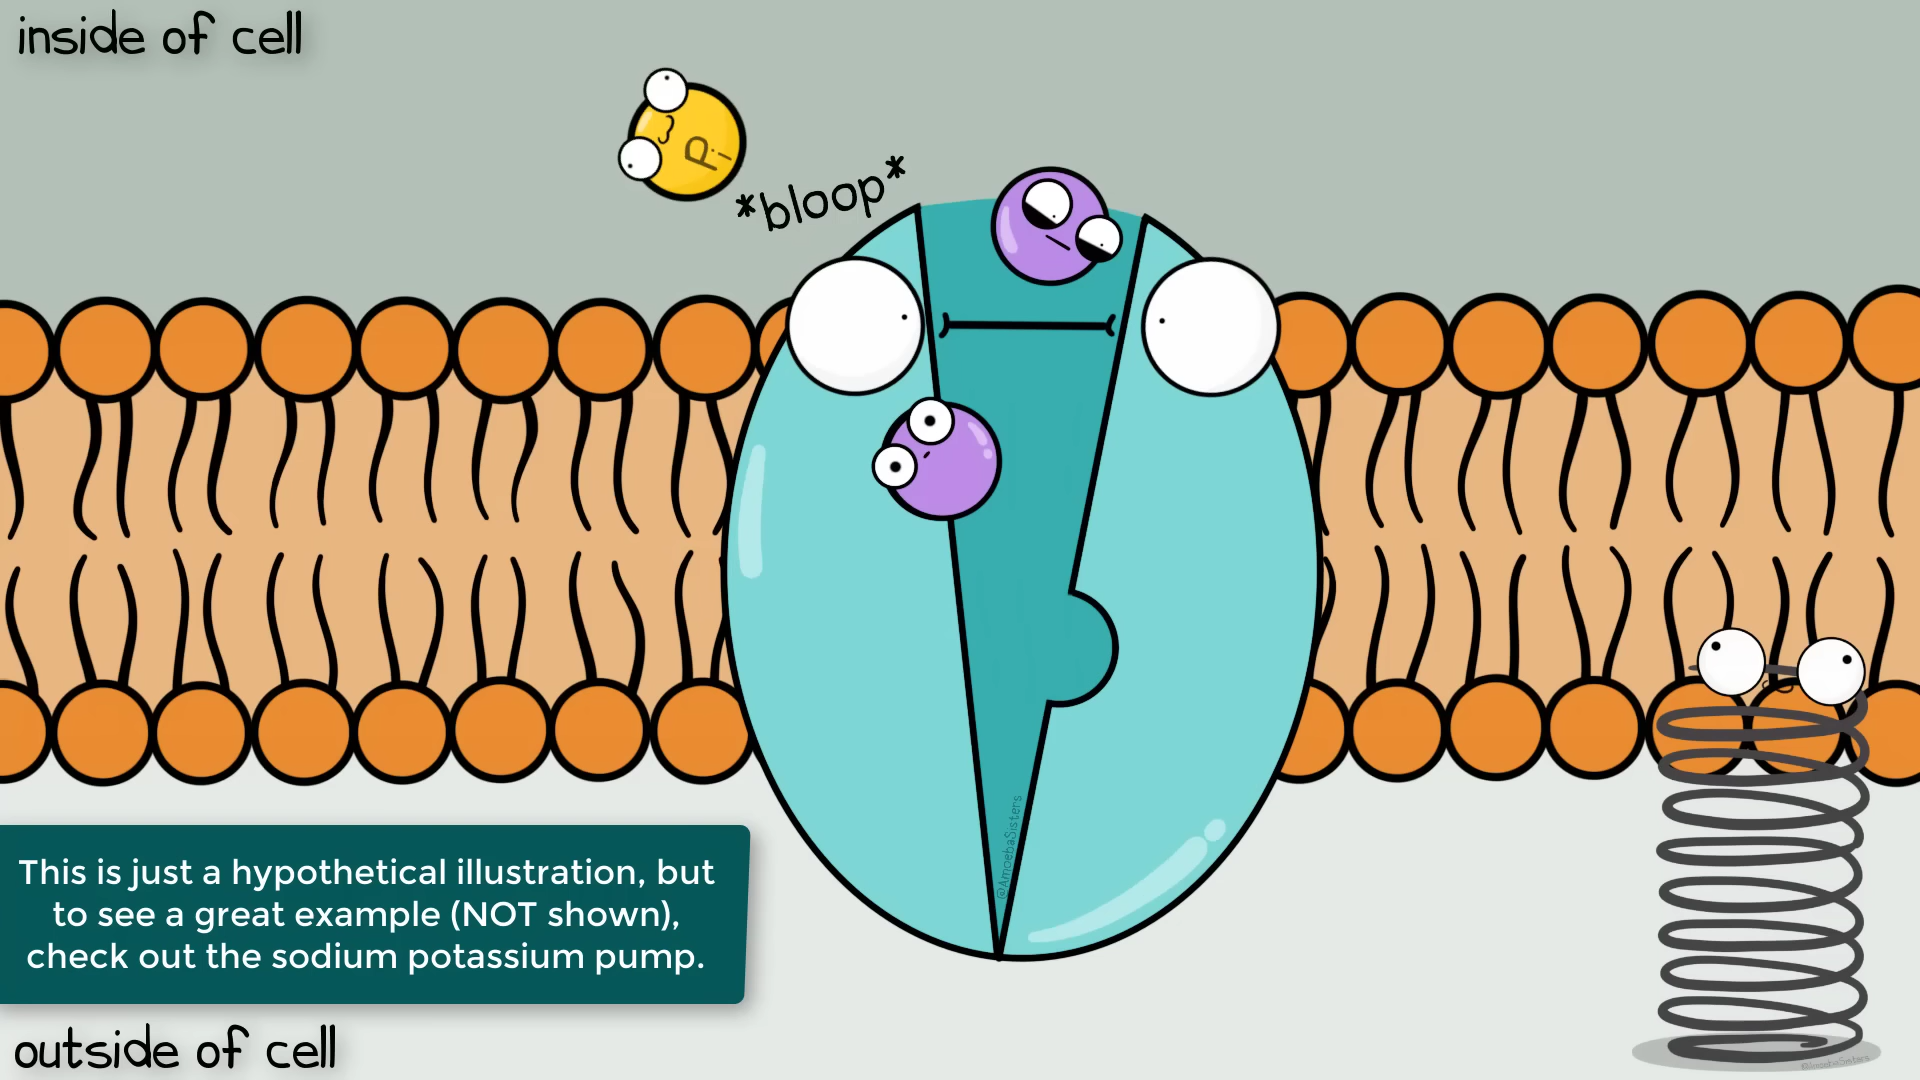 inside of cell
Pi
*bloop*
@AmoebaSisters
This is just a hypothetical illustration, but
to see a great example (NOT shown),
check out the sodium potassium pump.
outside of cell
@AmoebaSisters